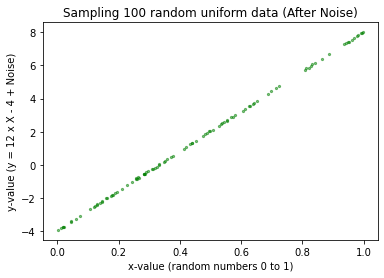 Sampling 100 random uniform data (After Noise)
y-value (y = 12 x X - 4 + Noise)
8
6
4
2
0
−2
−4
0.0 0.2 0.4 0.6 0.8 1.0
x-value (random numbers 0 to 1)